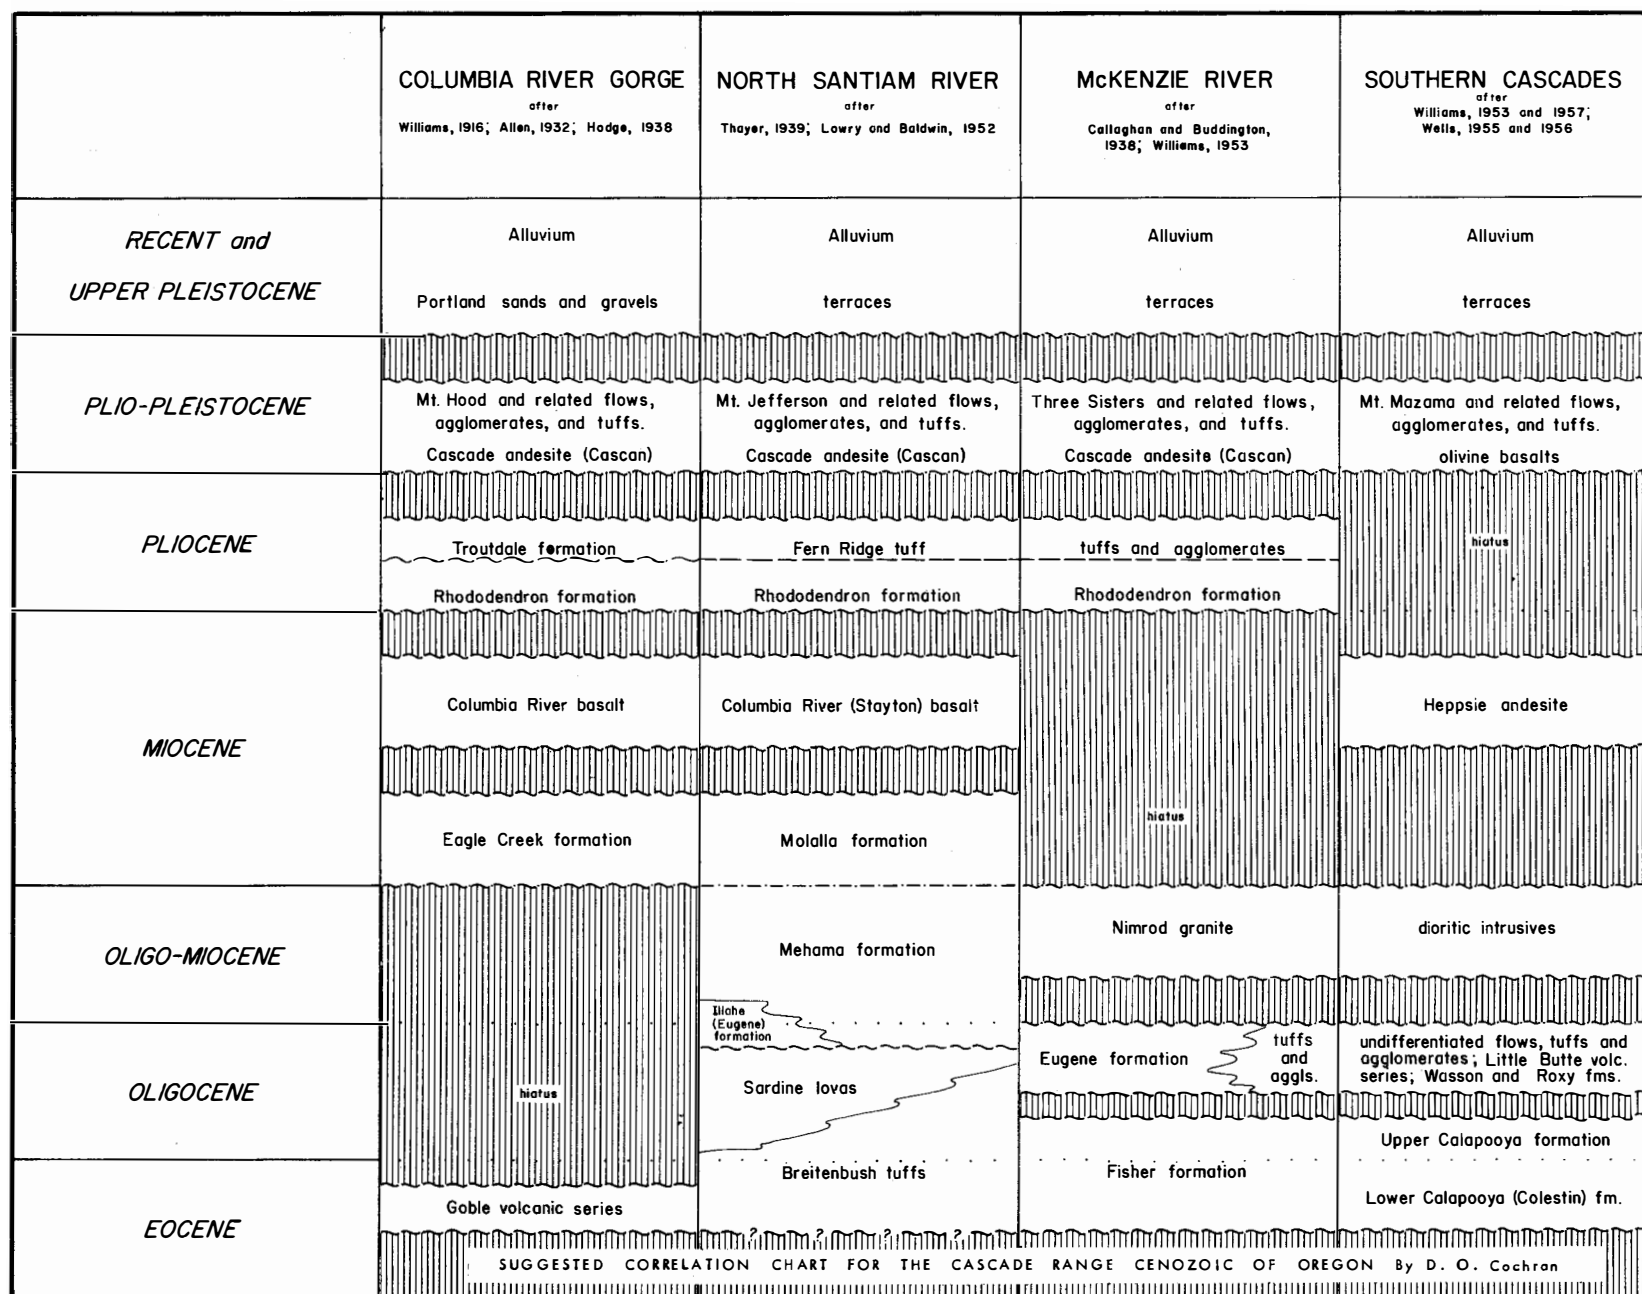 COLUMBIA RIVER GORGE
after
Williams, 1916; Allen, 1932; Hodge, 1938
NORTH SANTIAM RIVER
after
Thayer, 1939; Lowry and Baldwin, 1952
McKENZIE RIVER
after
Callaghan and Buddington,
1938; Williams, 1953
SOUTHERN CASCADES
after
Williams, 1953 and 1957;
Wells, 1955 and 1956
RECENT and
UPPER PLEISTOCENE
Alluvium
Portland sands and gravels
Alluvium
terraces
Alluvium
terraces
Alluvium
terraces
PLIO-PLEISTOCENE
Mt. Hood and related flows,
agglomerates, and tuffs.
Cascade andesite (Cascan)
Mt. Jefferson and related flows,
agglomerates, and tuffs.
Cascade andesite (Cascan)
Three Sisters and related flows,
agglomerates, and tuffs.
Cascade andesite (Cascan)
Mt. Mazama and related flows,
agglomerates, and tuffs.
olivine basalts
PLIOCENE
Troutdale formation
Rhododendron formation
Fern Ridge tuff
Rhododendron formation
tuffs and agglomerates
Rhododendron formation
hiatus
MIOCENE
Columbia River basalt
Eagle Creek formation
Columbia River (Stayton) basalt
Molalla formation
hiatus
Heppsie andesite
OLIGO-MIOCENE
Mehama formation
Nimrod granite
dioritic intrusives
Illahe
(Eugene)
formation
OLIGOCENE
hiatus
Sardine lavas
Eugene formation
tuffs
and
aggls.
undifferentiated flows, tuffs and
agglomerates; Little Butte volc.
series; Wasson and Roxy fms.
Upper Calapooya formation
EOCENE
Goble volcanic series
Breitenbush tuffs
? ? ? ?
Fisher formation
Lower Calapooya (Colestin) fm.
SUGGESTED CORRELATION CHART FOR THE CASCADE RANGE CENOZOIC OF OREGON By D. O. Cochran